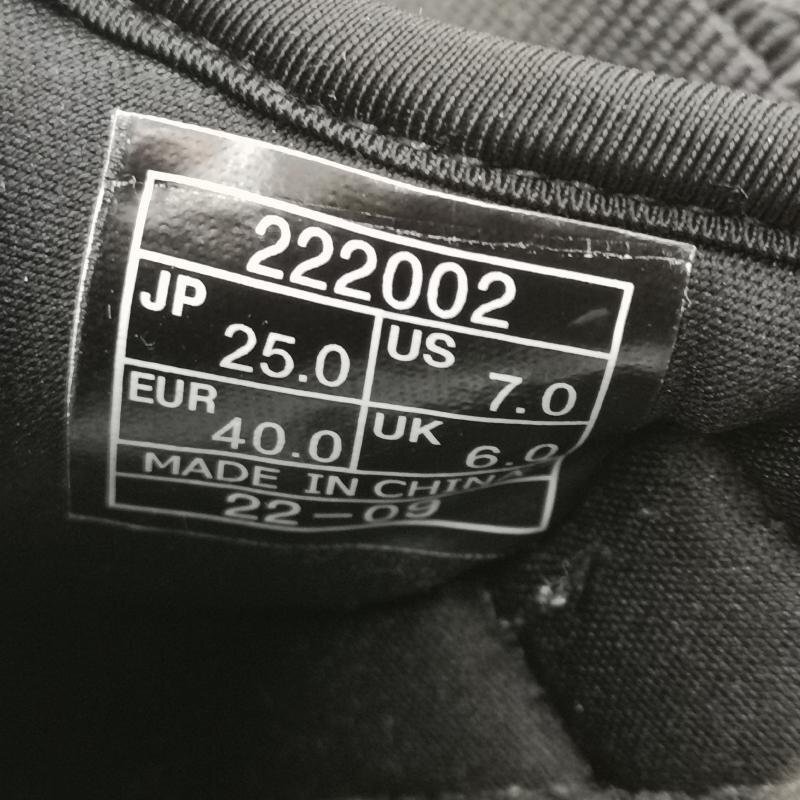 222002
JP
25.0
US
7.0
EUR
40.0
UK
6.0
MADE IN CHINA
22-09